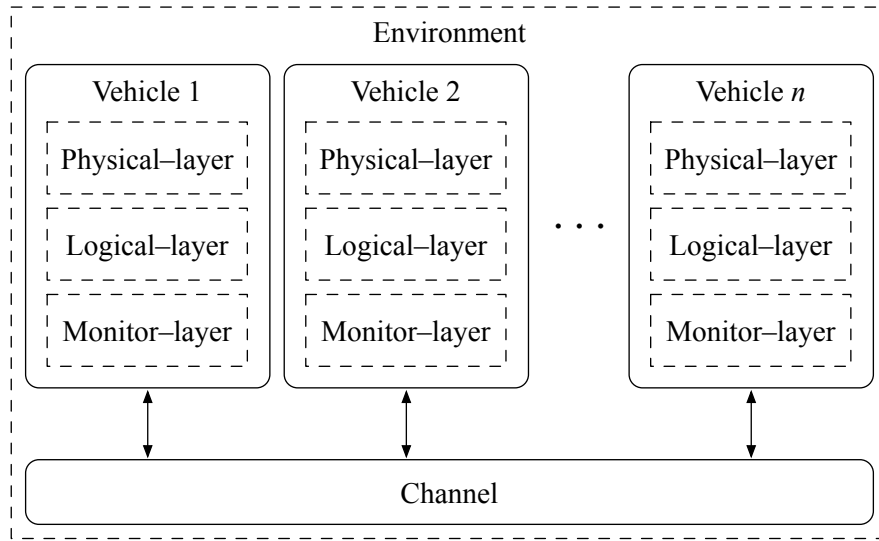 Environment
Vehicle 1
Physical–layer
Logical–layer
Monitor–layer
Vehicle 2
Physical–layer
Logical–layer
Monitor–layer
. . .
Vehicle n
Physical–layer
Logical–layer
Monitor–layer
Channel